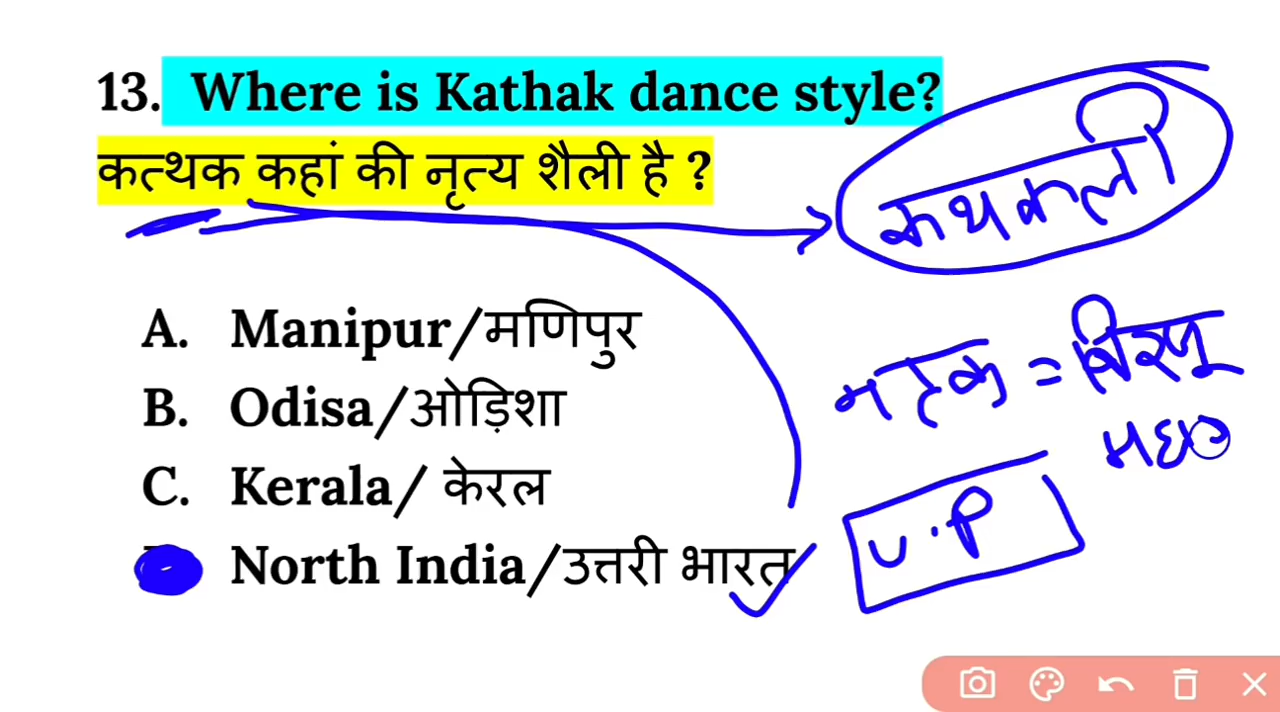 13. Where is Kathak dance style?
कत्थक कहां की नृत्य शैली है ?
कथकली
A. Manipur/मणिपुर
B. Odisa/ओड़िशा
C. Kerala/ केरल
North India/उत्तरी भारत
=
U.P